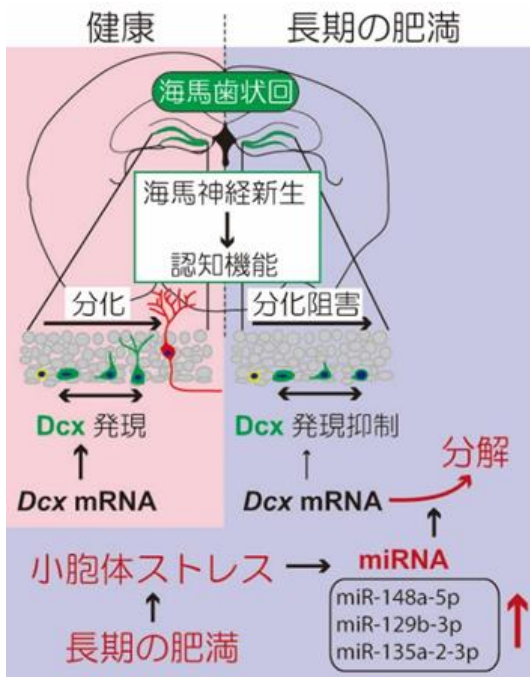 健康
長期の肥満
海馬歯状回
海馬神経新生
認知機能
分化
分化阻害
Dcx 発現
Dcx 発現抑制
分解
Dcx mRNA
Dcx mRNA
小胞体ストレス
miRNA
miR-148a-5p
miR-129b-3p
miR-135a-2-3p
長期の肥満